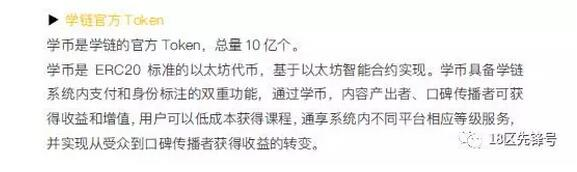 ▶ 学链官方 Token
学币是学链的官方 Token，总量 10 亿个。
学币是 ERC20 标准的以太坊代币，基于以太坊智能合约实现。学币具备学链
系统内支付和身份标注的双重功能，通过学币，内容产出者、口碑传播者可获
得收益和增值，用户可以低成本获得课程，通享系统内不同平台相应等级服务，
并实现从受众到口碑传播者获得收益的转变。
18区先锋号